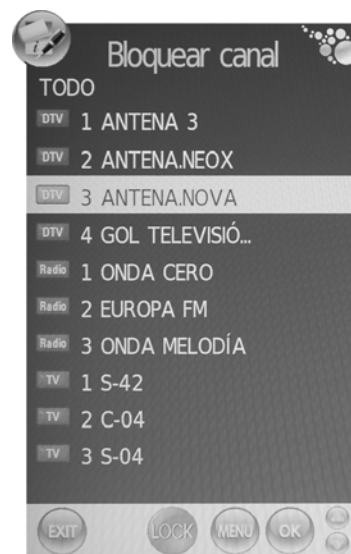 Bloquear canal
TODO
DTV 1 ANTENA 3
DTV 2 ANTENA.NEOX
DTV 3 ANTENA.NOVA
DTV 4 GOL TELEVISIÓ...
Radio 1 ONDA CERO
Radio 2 EUROPA FM
Radio 3 ONDA MELODÍA
TV 1 S-42
TV 2 C-04
TV 3 S-04
EXIT LOCK MENU OK